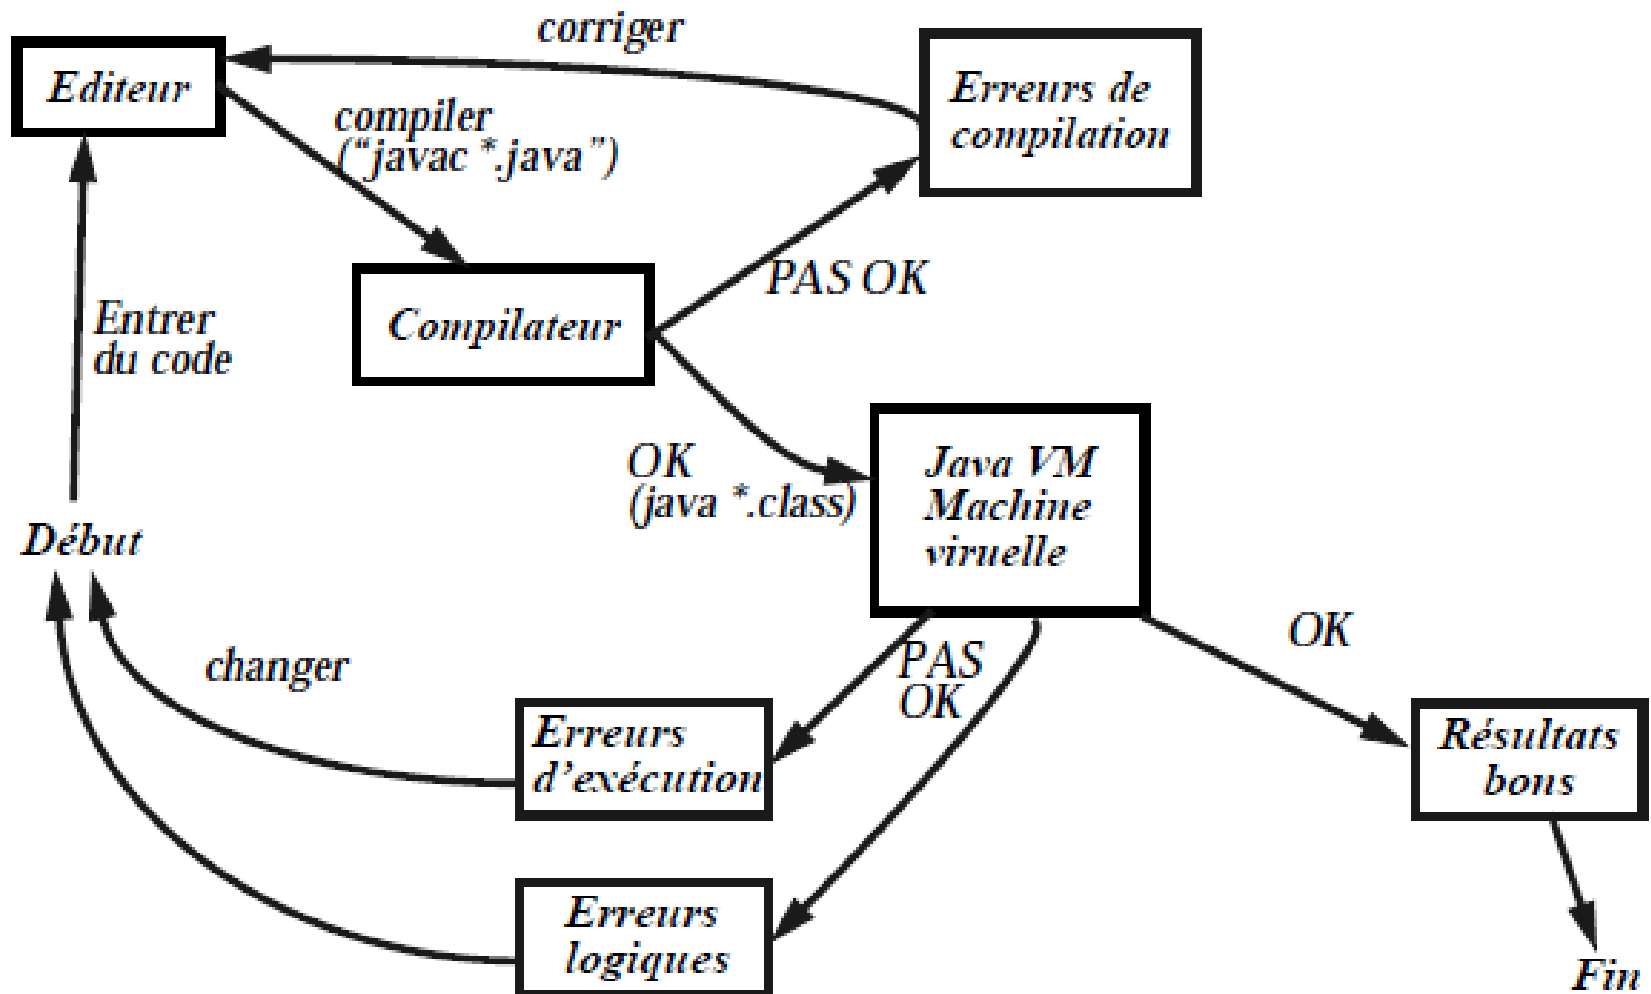 corriger
Editeur
Erreurs de
compilation
compiler
(“javac *.java”)
PAS OK
Compilateur
Entrer
du code
OK
(java *.class)
Java VM
Machine
viruelle
Début
changer
PAS
OK
OK
Erreurs
d’exécution
Résultats
bons
Erreurs
logiques
Fin